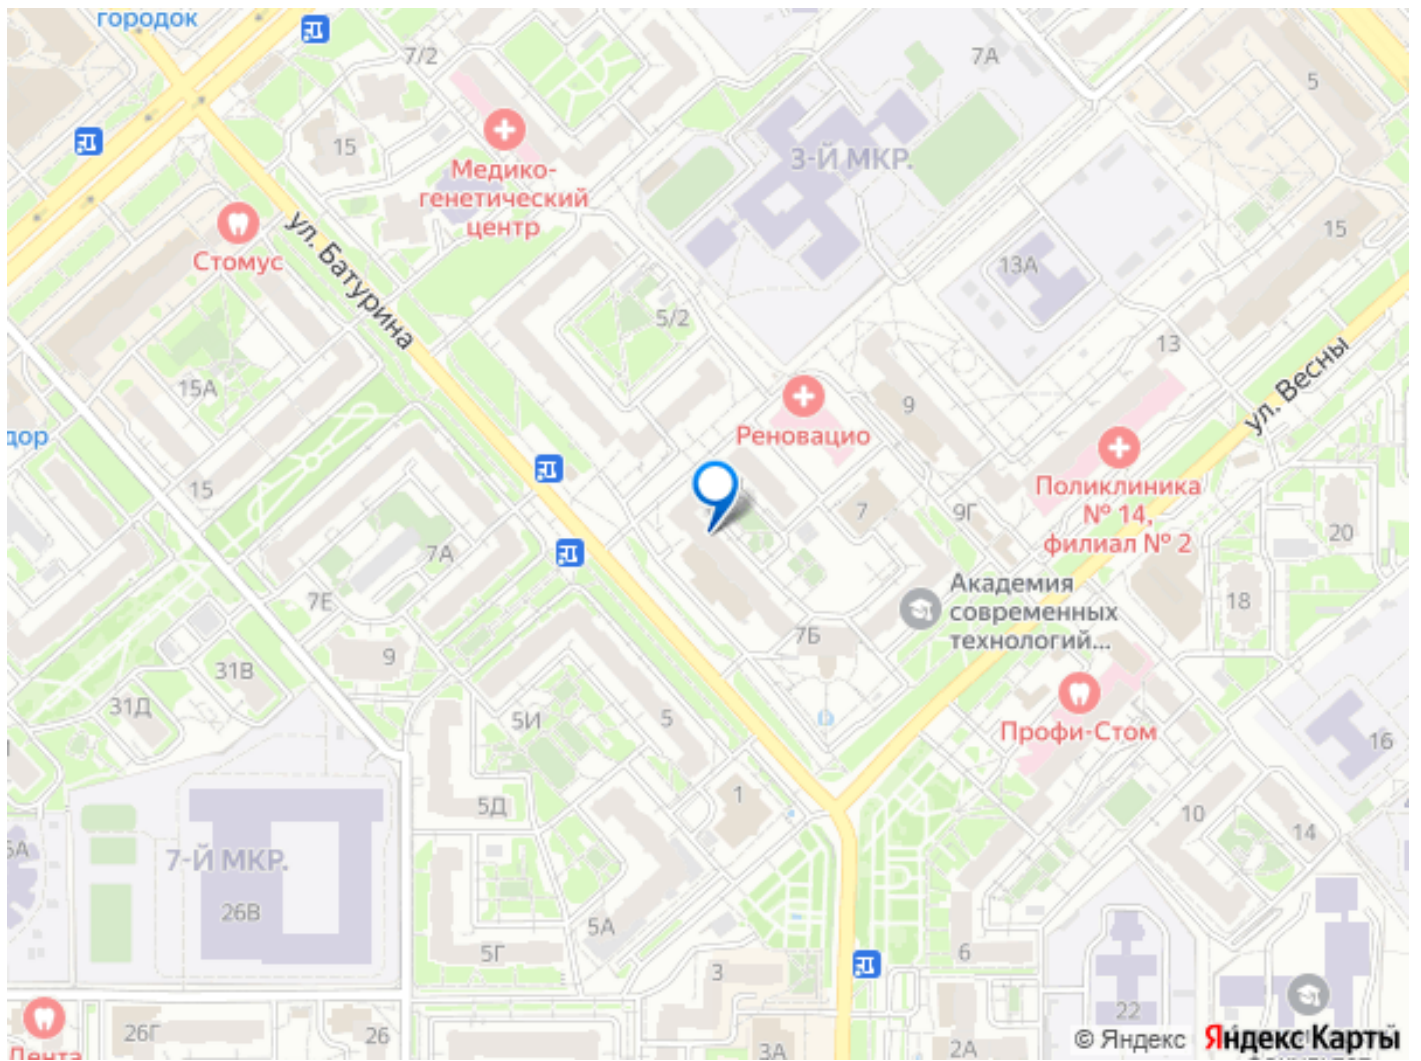 городок
7/2
7А
5
15
Медико-
генетический
центр
3-Й МКР.
Стомус
ул. Батурина
15
13А
5/2
13
ул. Весны
15А
9
Реновацио
дор
Поликлиника
№ 14,
филиал № 2
15
7
9Г
20
7А
Академия
современных
технологий...
7Е
18
7Б
9
31В
31Д
5И
5
Профи-Стом
16
1
5Д
10
14
5А
7-Й МКР.
26В
5А
5Г
6
3
22
26Г
26
3А
2А
Дента
© Яндекс
Яндекс Карты